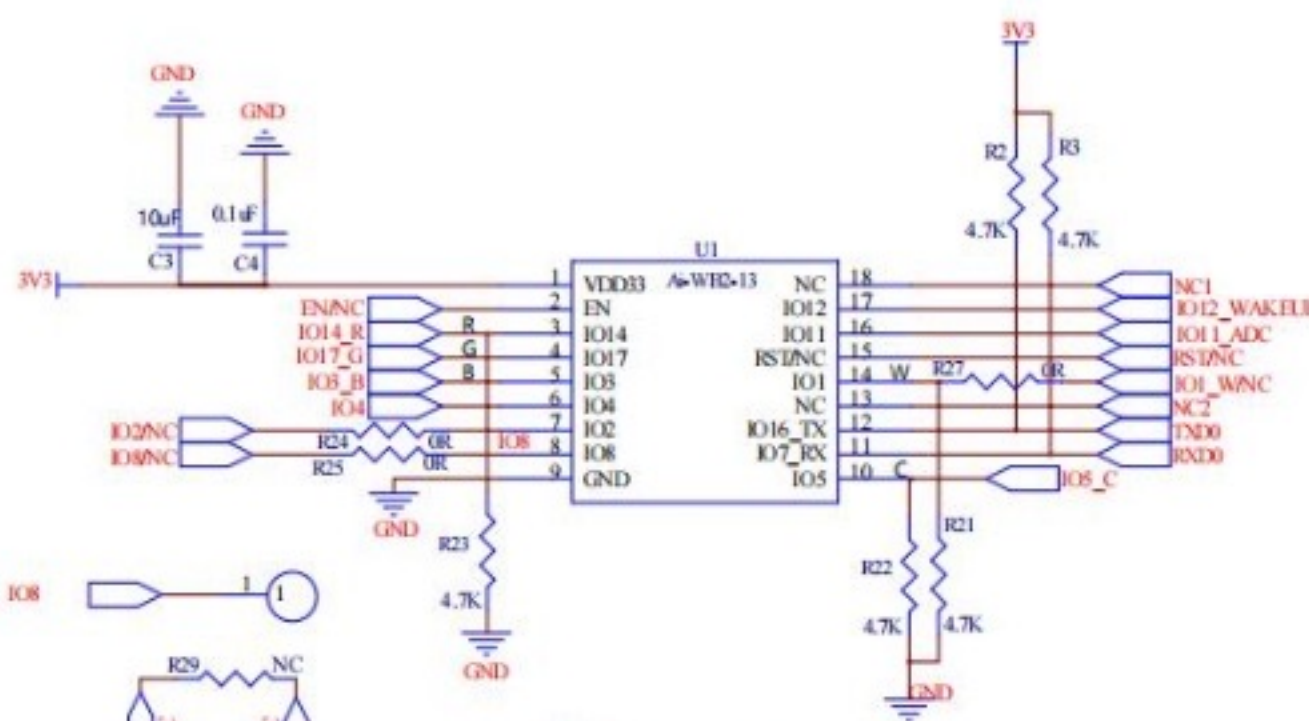 3V3
GND
GND
R2
R3
10uF
0.1uF
4.7K
4.7K
C3
C4
U1
3V3
1
VDD33
Ai-WB2-13
NC
18
NC1
EN/NC
2
EN
IO12
17
IO14_R
R
3
IO14
IO11
16
IO11_ADC
IO17_G
G
4
IO17
RST/NC
15
RST/NC
IO3_B
B
5
IO3
IO1
14
W
R27
0R
IO1_W/NC
IO4
6
IO4
NC
13
NC2
IO2/NC
R24
0R
IO8
7
IO2
IO16_TX
12
TXD0
IO8/NC
R25
0R
8
IO8
IO7_RX
11
RXD0
9
GND
IO5
10
C
IO5_C
GND
R23
R21
R22
4.7K
4.7K
4.7K
IO8
1
1
GND
R29
NC
GND